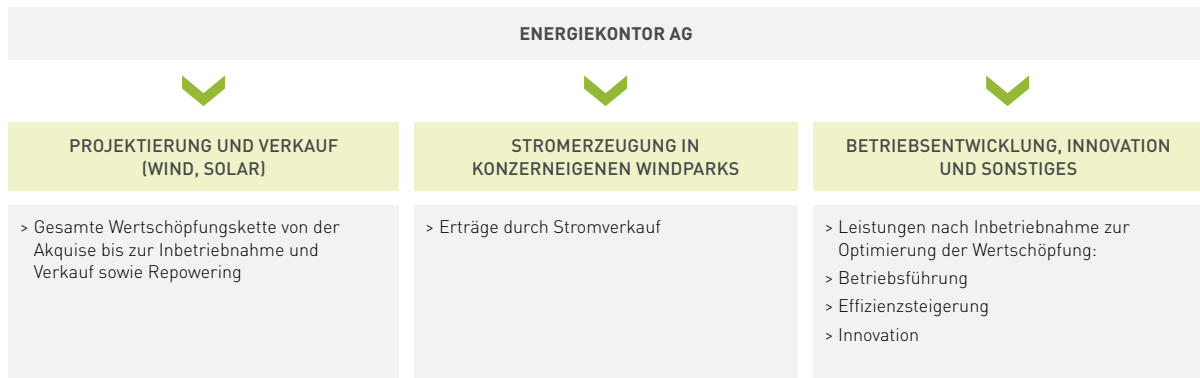 ENERGIEKONTOR AG
PROJEKTIERUNG UND VERKAUF
(WIND, SOLAR)
> Gesamte Wertschöpfungskette von der
Akquise bis zur Inbetriebnahme und
Verkauf sowie Repowering
STROMERZEUGUNG IN
KONZERNEIGENEN WINDPARKS
> Erträge durch Stromverkauf
BETRIEBSENTWICKLUNG, INNOVATION
UND SONSTIGES
> Leistungen nach Inbetriebnahme zur
Optimierung der Wertschöpfung:
> Betriebsführung
> Effizienzsteigerung
> Innovation